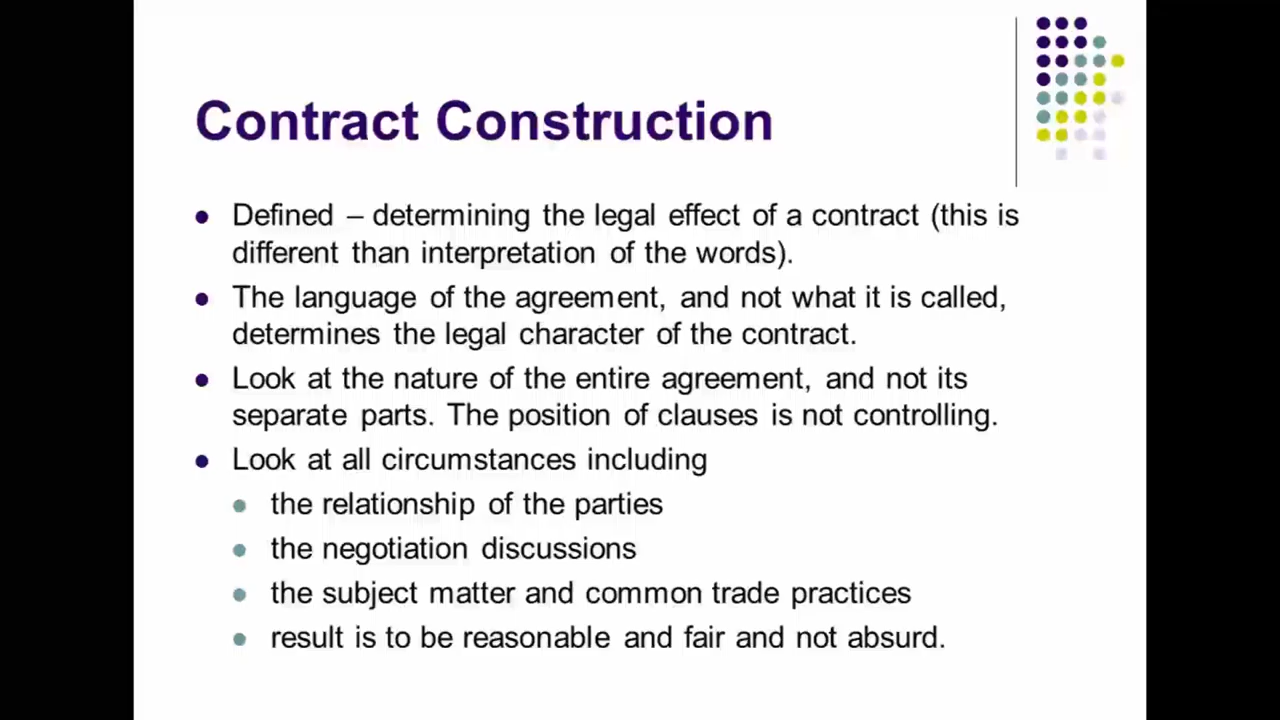 Contract Construction
Defined – determining the legal effect of a contract (this is
different than interpretation of the words).
The language of the agreement, and not what it is called,
determines the legal character of the contract.
Look at the nature of the entire agreement, and not its
separate parts. The position of clauses is not controlling.
Look at all circumstances including
the relationship of the parties
the negotiation discussions
the subject matter and common trade practices
result is to be reasonable and fair and not absurd.